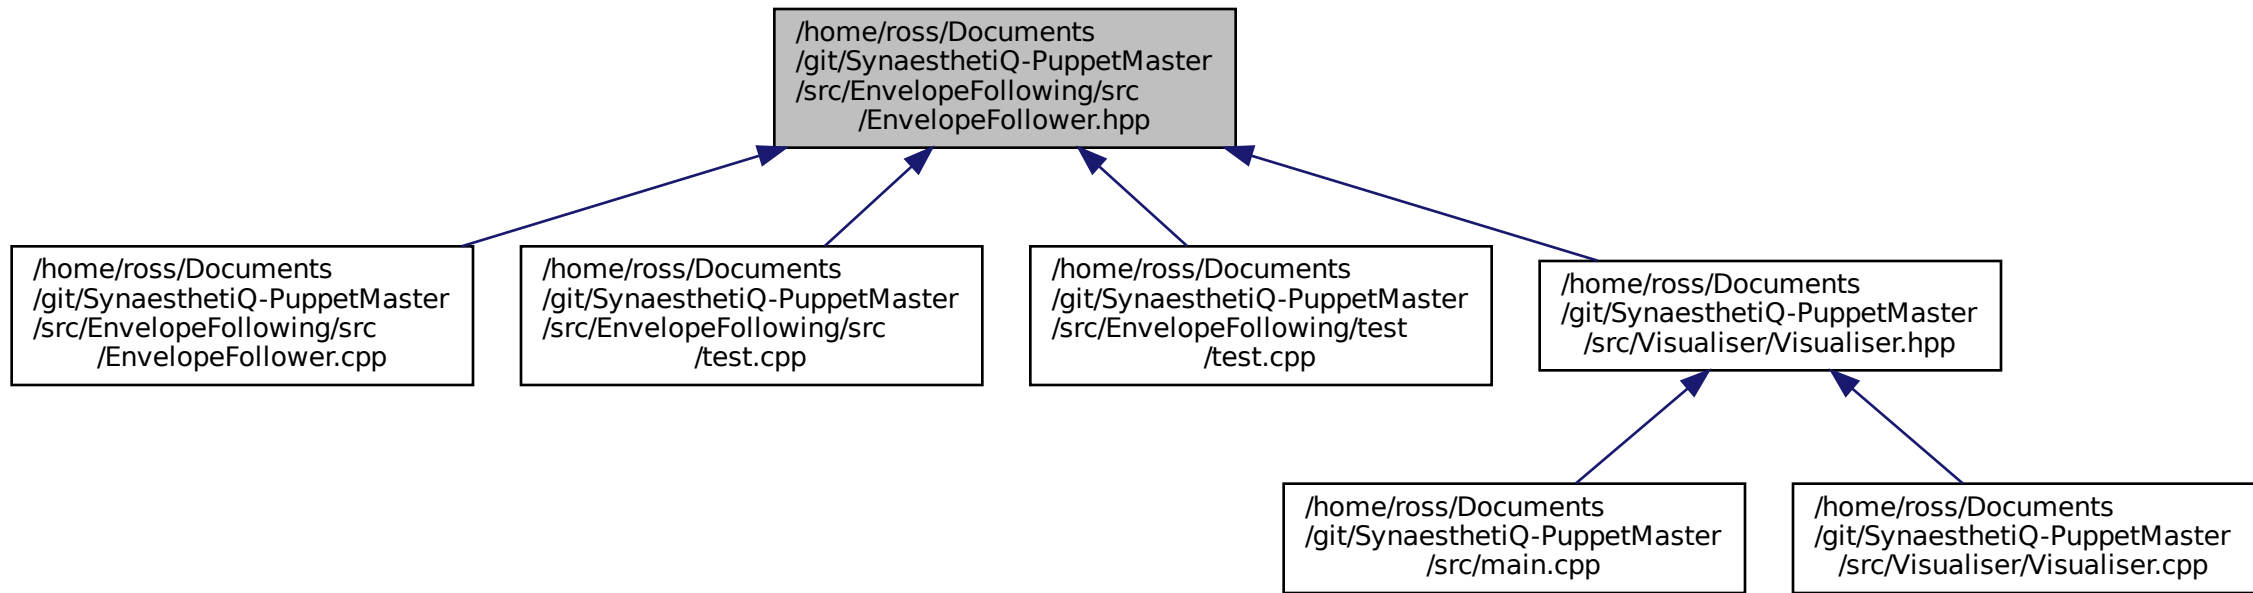 /home/ross/Documents
/git/SynaesthetiQ-PuppetMaster
/src/EnvelopeFollowing/src
/EnvelopeFollower.hpp
/home/ross/Documents
/git/SynaesthetiQ-PuppetMaster
/src/EnvelopeFollowing/src
/EnvelopeFollower.cpp
/home/ross/Documents
/git/SynaesthetiQ-PuppetMaster
/src/EnvelopeFollowing/src
/test.cpp
/home/ross/Documents
/git/SynaesthetiQ-PuppetMaster
/src/EnvelopeFollowing/test
/test.cpp
/home/ross/Documents
/git/SynaesthetiQ-PuppetMaster
/src/Visualiser/Visualiser.hpp
/home/ross/Documents
/git/SynaesthetiQ-PuppetMaster
/src/main.cpp
/home/ross/Documents
/git/SynaesthetiQ-PuppetMaster
/src/Visualiser/Visualiser.cpp